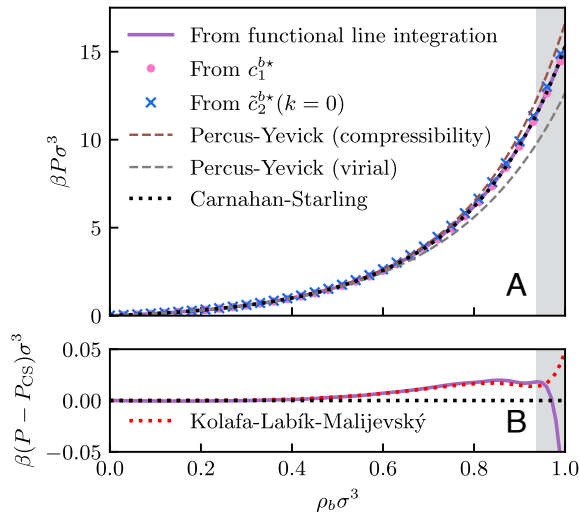 βPσ³
15
10
5
0
From functional line integration
From c₁ᵇ⋆
From c̃₂ᵇ⋆(k = 0)
Percus-Yevick (compressibility)
Percus-Yevick (virial)
Carnahan-Starling
A
β(P − P_CS)σ³
0.05
0.00
−0.05
Kolafa-Labík-Malijevský
B
0.0 0.2 0.4 0.6 0.8 1.0
ρ_bσ³